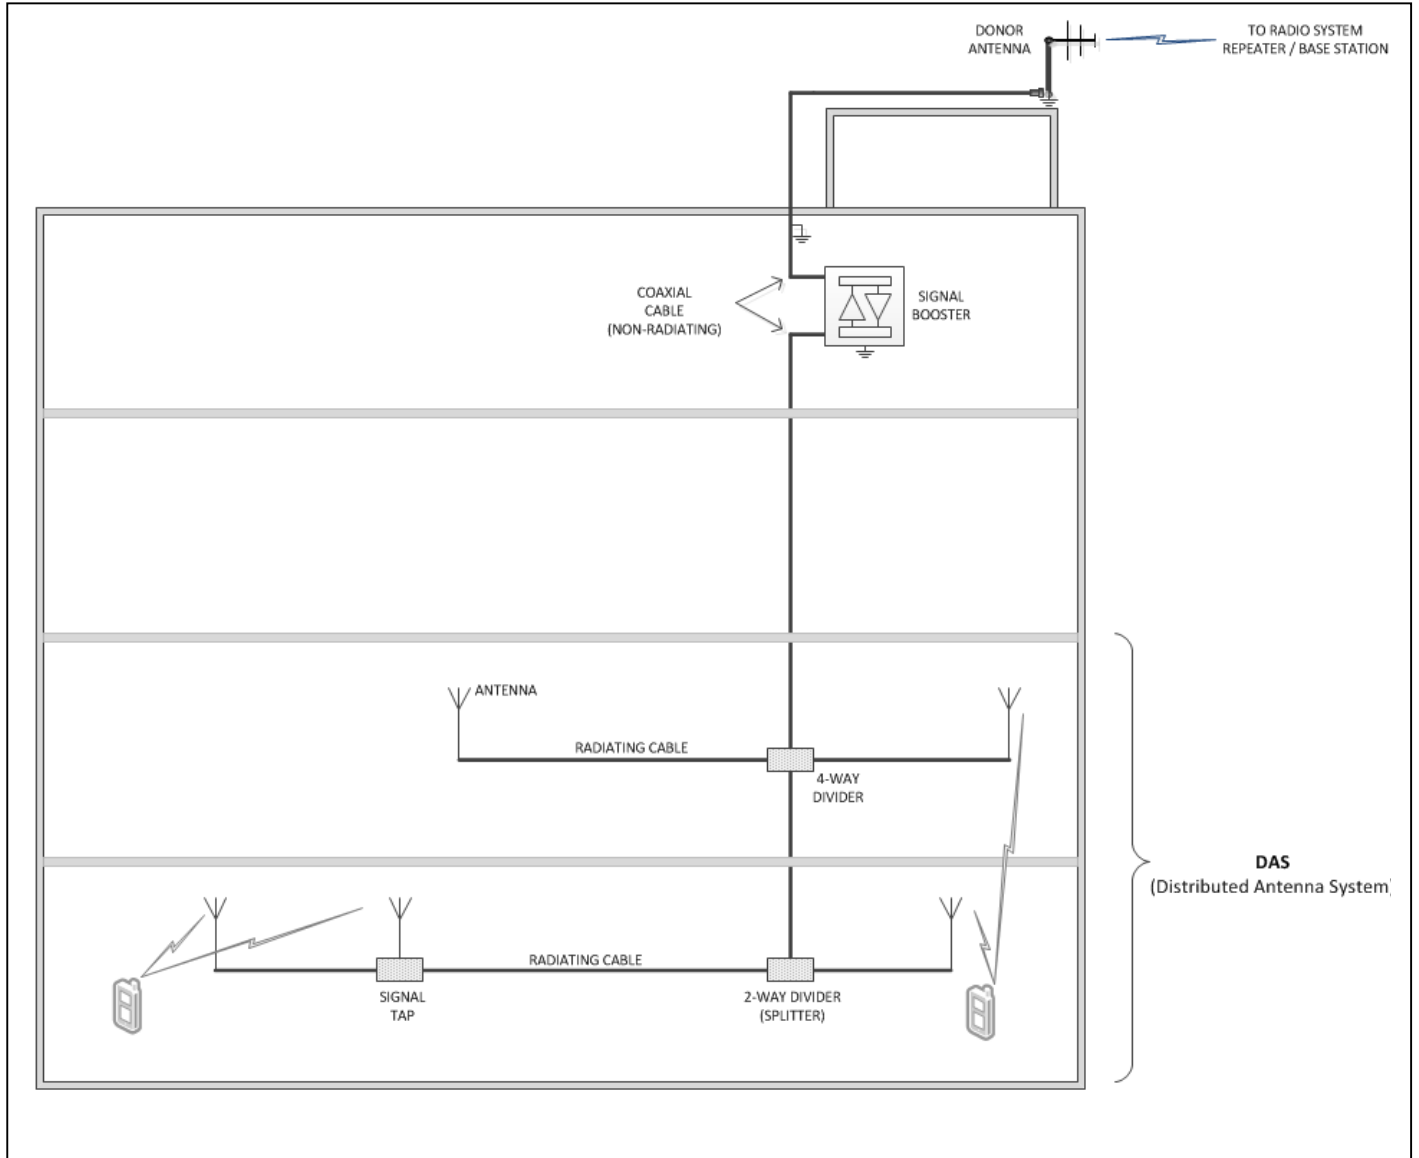 DONOR
ANTENNA
TO RADIO SYSTEM
REPEATER / BASE STATION
COAXIAL
CABLE
(NON-RADIATING)
SIGNAL
BOOSTER
ANTENNA
RADIATING CABLE
4-WAY
DIVIDER
DAS
(Distributed Antenna System)
RADIATING CABLE
SIGNAL
TAP
2-WAY DIVIDER
(SPLITTER)